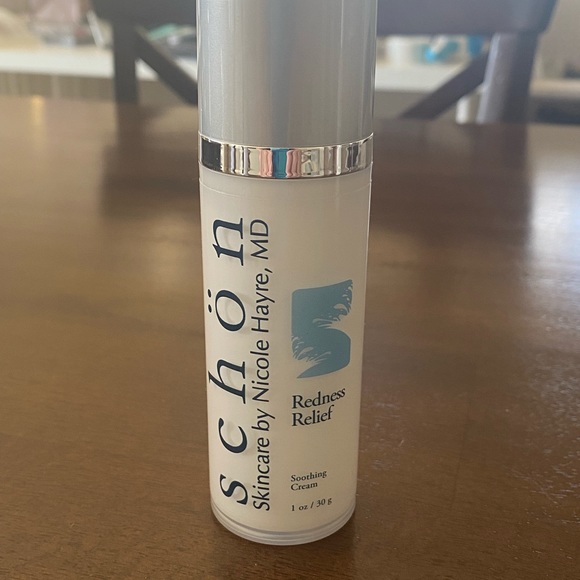 schön
Skincare by Nicole Hayre, MD
Redness
Relief
Soothing
Cream
1 oz / 30 g